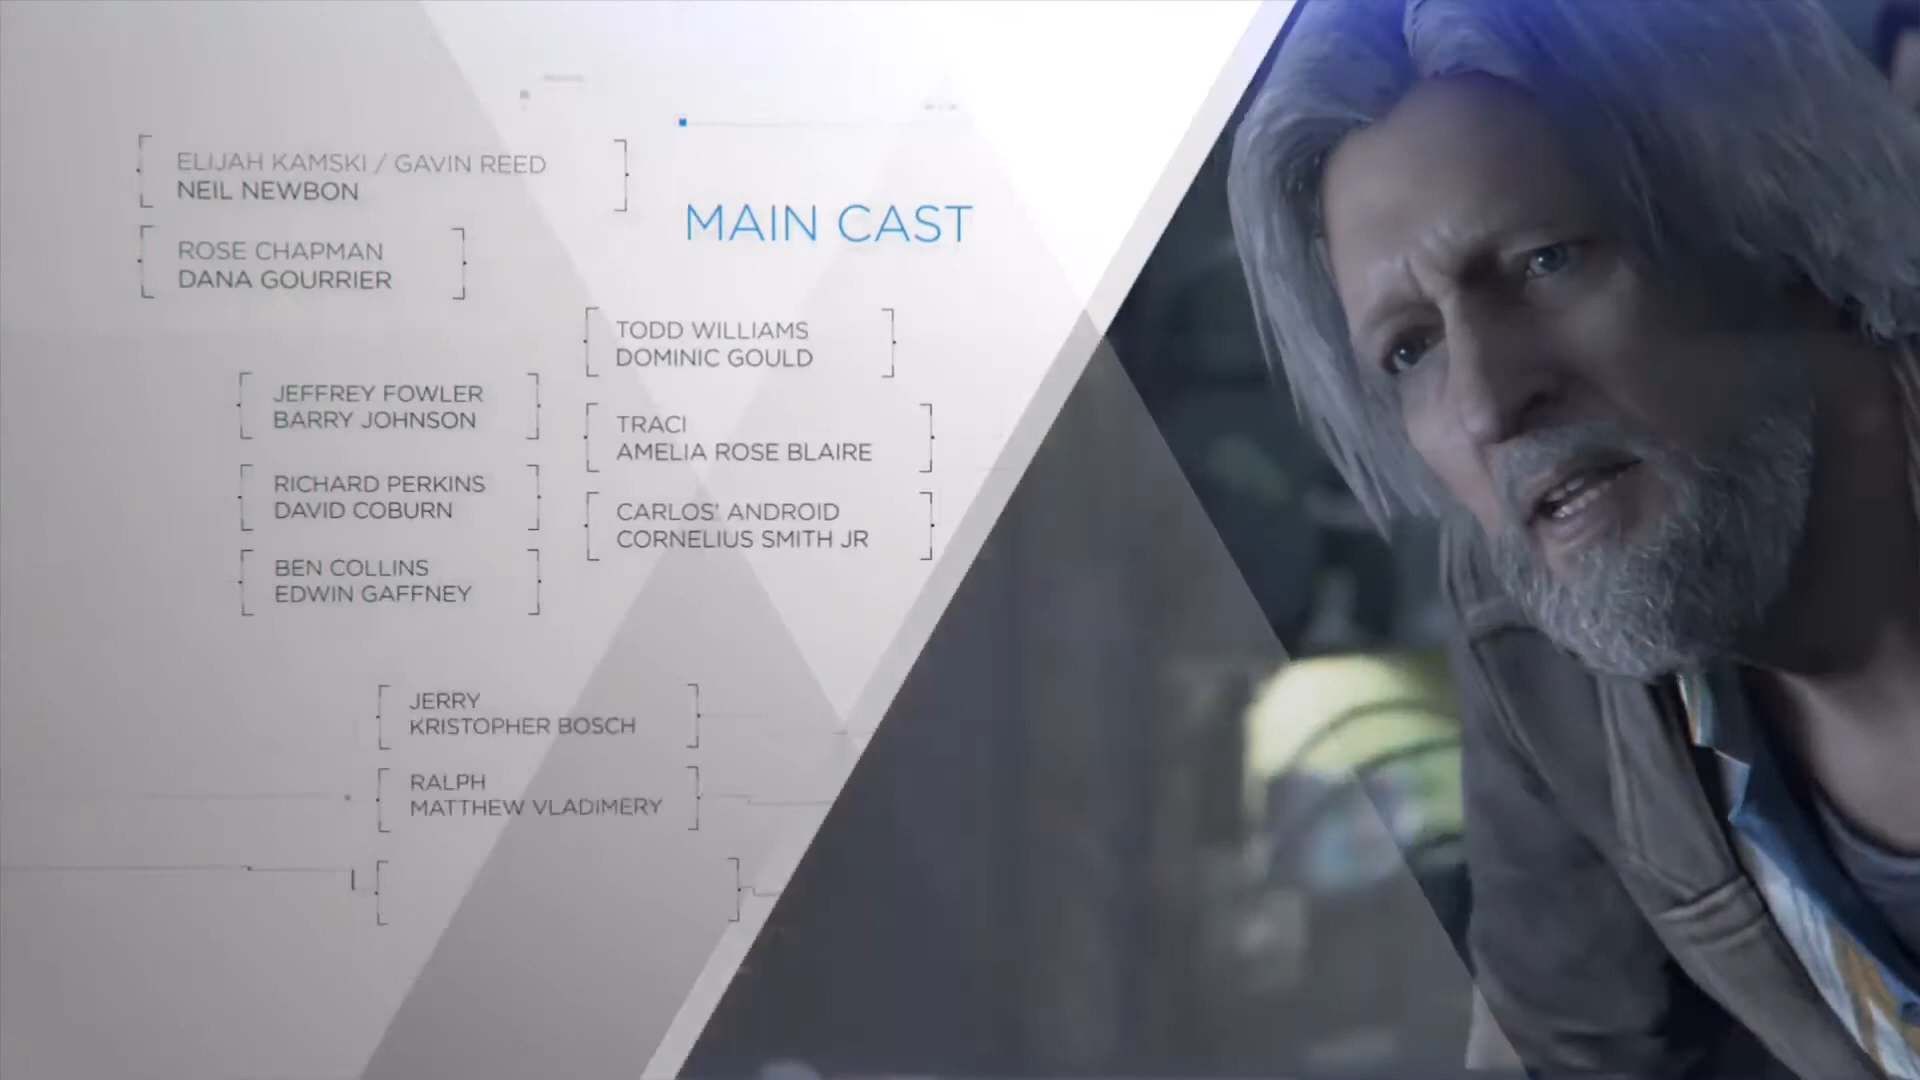 MAIN CAST
ELIJAH KAMSKI / GAVIN REED
NEIL NEWBON
ROSE CHAPMAN
DANA GOURRIER
TODD WILLIAMS
DOMINIC GOULD
JEFFREY FOWLER
BARRY JOHNSON
TRACI
AMELIA ROSE BLAIRE
RICHARD PERKINS
DAVID COBURN
CARLOS' ANDROID
CORNELIUS SMITH JR
BEN COLLINS
EDWIN GAFFNEY
JERRY
KRISTOPHER BOSCH
RALPH
MATTHEW VLADIMERY